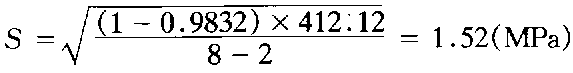 S = √((1 − 0.9832) × 412.12 / (8 − 2)) = 1.52(MPa)